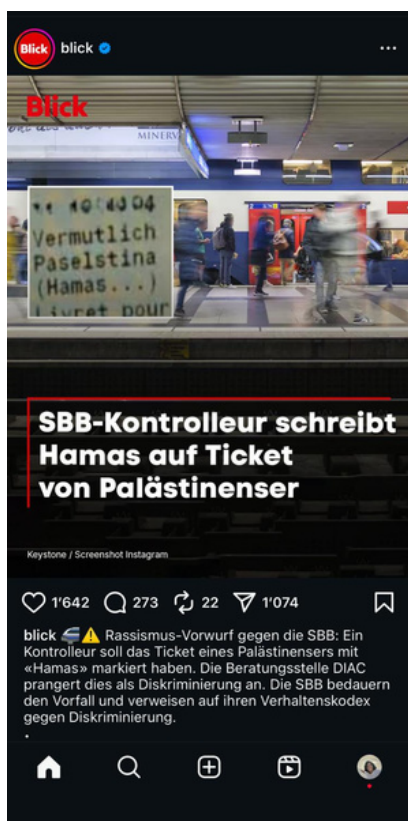 Blick
blick
Blick
MINERV
Vermutlich
Paselstina
(Hamas...)
livret pour
SBB-Kontrolleur schreibt
Hamas auf Ticket
von Palästinenser
Keystone / Screenshot Instagram
1'642
273
22
1'074
blick 🚄⚠️ Rassismus-Vorwurf gegen die SBB: Ein
Kontrolleur soll das Ticket eines Palästinensers mit
«Hamas» markiert haben. Die Beratungsstelle DIAC
prangert dies als Diskriminierung an. Die SBB bedauern
den Vorfall und verweisen auf ihren Verhaltenskodex
gegen Diskriminierung.
.